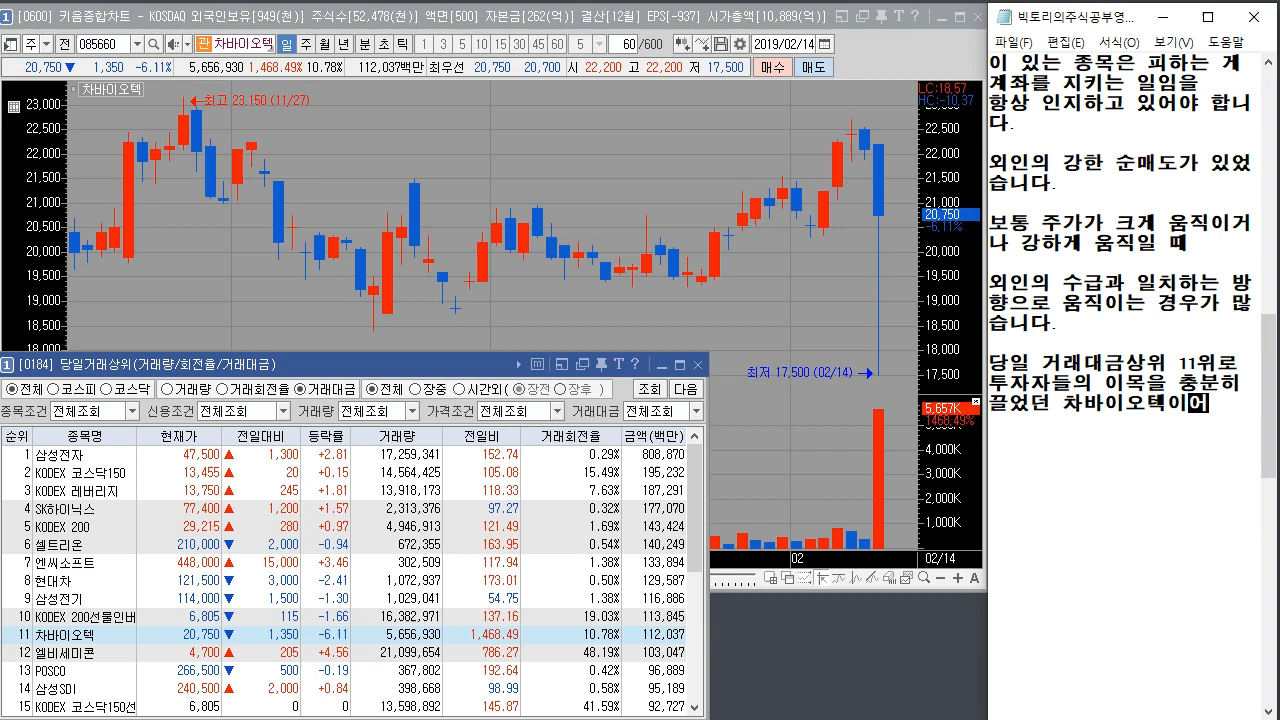 [0600] 키움종합차트 - KOSDAQ 외국인보유[949(천)] 주식수[52,478(천)] 액면[500] 자본금[262(억)] 결산[12월] EPS[-937] 시가총액[10,889(억)]
주 전 085660 관 차바이오텍 일 주 월 년 분 초 틱 1 3 5 10 15 30 45 60 5 60 /600 2019/02/14
20,750 ▼ 1,350 -6.11% 5,656,930 1,468.49% 10.78% 112,037백만 최우선 20,750 20,700 시 22,200 고 22,200 저 17,500 매수 매도
차바이오텍
최고 23,150 (11/27)
LC:18,57
HC:-10,37
23,000 22,500 22,000 21,500 21,000 20,500 20,000 19,500 19,000 18,500 18,000
22,500
22,000
21,500
21,000
20,750
-6.11%
20,000
19,500
19,000
18,500
18,000
17,500
최저 17,500 (02/14)
5,657K
1468.49%
4,000K
3,000K
2,000K
1,000K
02 02/14
[0184] 당일거래상위(거래량/회전율/거래대금)
전체 코스피 코스닥 거래량 거래회전율 거래대금 전체 장중 시간외 (장전 장후 ) 조회 다음
종목조건 전체조회 신용조건 전체조회 거래량 전체조회 가격조건 전체조회 거래대금 전체조회
순위 종목명 현재가 전일대비 등락률 거래량 전일비 거래회전율 금액(백만)
1 삼성전자 47,500 ▲ 1,300 +2.81 17,259,341 132.74 0.29% 808,870
2 KODEX 코스닥150 13,455 ▲ 20 +0.15 14,564,425 105.08 15.49% 195,232
3 KODEX 레버리지 13,750 ▲ 245 +1.81 13,918,173 118.33 7.63% 187,291
4 SK하이닉스 77,400 ▲ 1,200 +1.57 2,313,378 97.27 0.32% 177,070
5 KODEX 200 29,215 ▲ 280 +0.97 4,946,913 121.49 1.69% 143,424
6 셀트리온 210,000 ▼ 2,000 -0.94 672,355 163.95 0.54% 140,249
7 엔씨소프트 448,000 ▲ 15,000 +3.46 302,509 117.94 1.38% 133,894
8 현대차 121,500 ▼ 3,000 -2.41 1,072,937 173.01 0.50% 129,557
9 삼성전기 114,000 ▼ 1,500 -1.30 1,029,041 54.75 1.38% 116,886
10 KODEX 200선물인버 6,805 ▼ 115 -1.66 16,382,971 137.16 19.03% 113,845
11 차바이오텍 20,750 ▼ 1,350 -6.11 5,656,930 1,468.49 10.78% 112,037
12 엘비세미콘 4,700 ▲ 205 +4.56 21,099,654 786.27 48.19% 103,047
13 POSCO 266,500 ▼ 500 -0.19 367,802 192.64 0.42% 96,889
14 삼성SDI 240,500 ▲ 2,000 +0.84 398,668 98.99 0.58% 95,189
15 KODEX 코스닥150선 6,805 0 0 13,598,892 145.87 41.59% 92,727
빅토리의주식공부영...
파일(F) 편집(E) 서식(O) 보기(V) 도움말
이 있는 종목은 피하는 게
계좌를 지키는 일임을
항상 인지하고 있어야 합니
다.
외인의 강한 순매도가 있었
습니다.
보통 주가가 크게 움직이거
나 강하게 움직일 때
외인의 수급과 일치하는 방
향으로 움직이는 경우가 많
습니다.
당일 거래대금상위 11위로
투자자들의 이목을 충분히
끌었던 차바이오텍이어